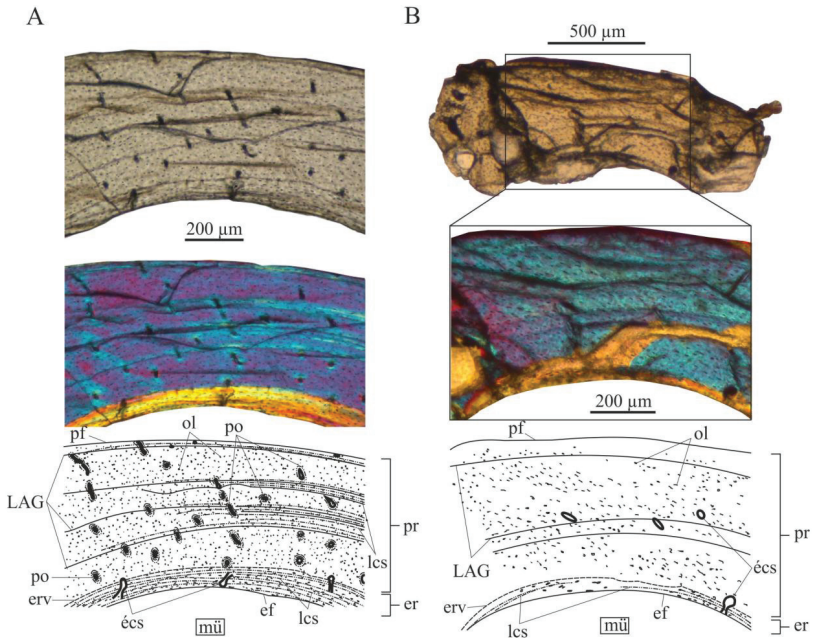 A
B
500 µm
200 µm
200 µm
pf
ol
po
LAG
po
erv
écs
lcs
ef
mü
lcs
pr
er
pf
ol
LAG
erv
lcs
ef
mü
écs
pr
er